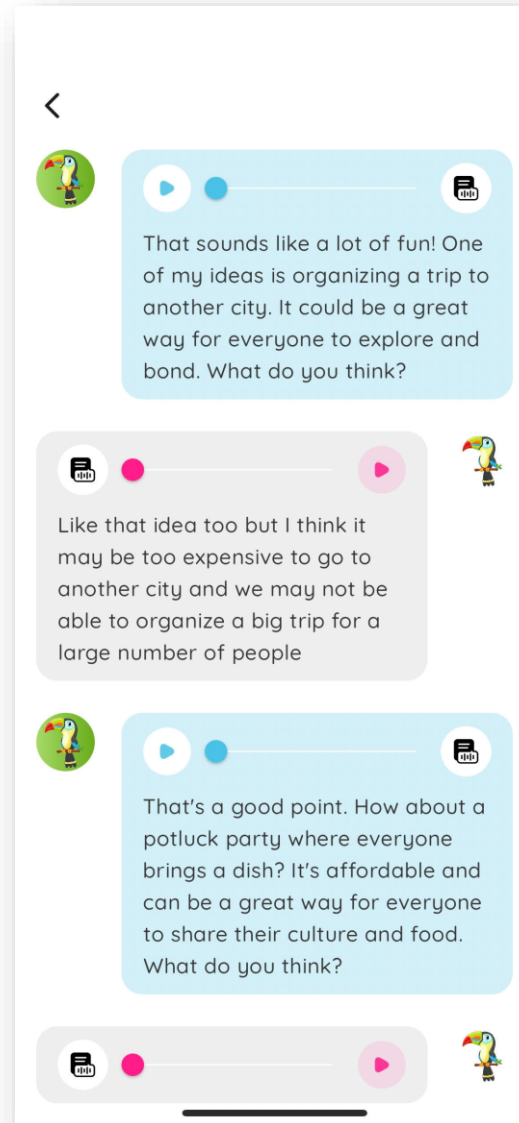 That sounds like a lot of fun! One
of my ideas is organizing a trip to
another city. It could be a great
way for everyone to explore and
bond. What do you think?
Like that idea too but I think it
may be too expensive to go to
another city and we may not be
able to organize a big trip for a
large number of people
That's a good point. How about a
potluck party where everyone
brings a dish? It's affordable and
can be a great way for everyone
to share their culture and food.
What do you think?